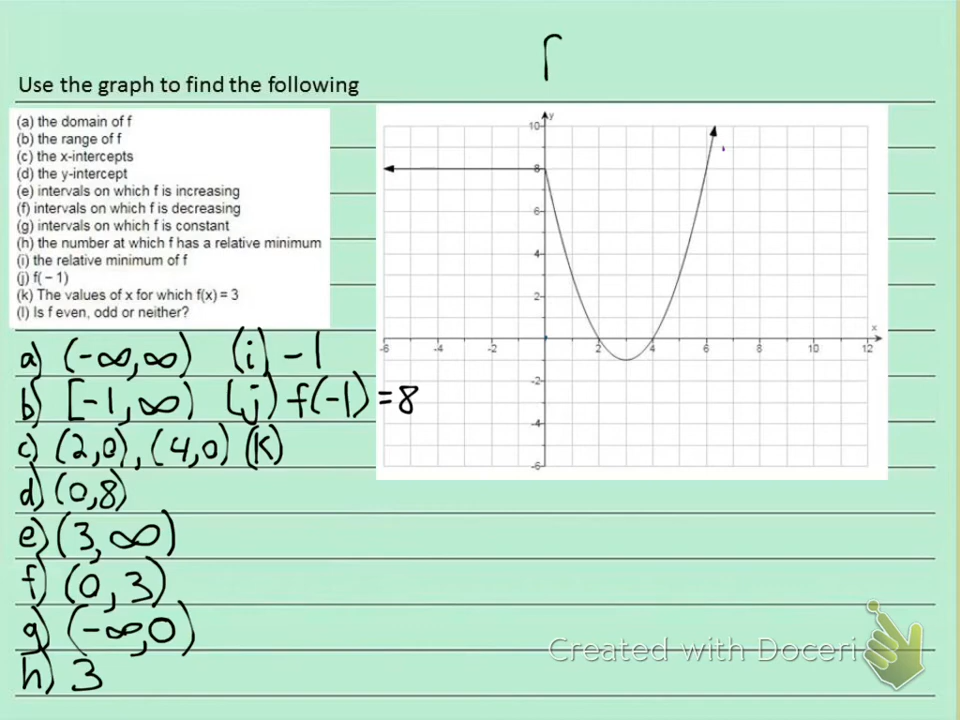 Use the graph to find the following
(a) the domain of f
(b) the range of f
(c) the x-intercepts
(d) the y-intercept
(e) intervals on which f is increasing
(f) intervals on which f is decreasing
(g) intervals on which f is constant
(h) the number at which f has a relative minimum
(i) the relative minimum of f
(j) f( − 1)
(k) The values of x for which f(x) = 3
(l) Is f even, odd or neither?
y
10
8
6
4
2
x
-6 -4 -2 2 4 6 8 10 12
-2
-4
-6
a) (-∞,∞) (i) -1
b) [-1,∞) (j) f(-1) = 8
c) (2,0), (4,0) (k)
d) (0,8)
e) (3,∞)
f) (0,3)
g) (-∞,0)
h) 3
Created with Doceri